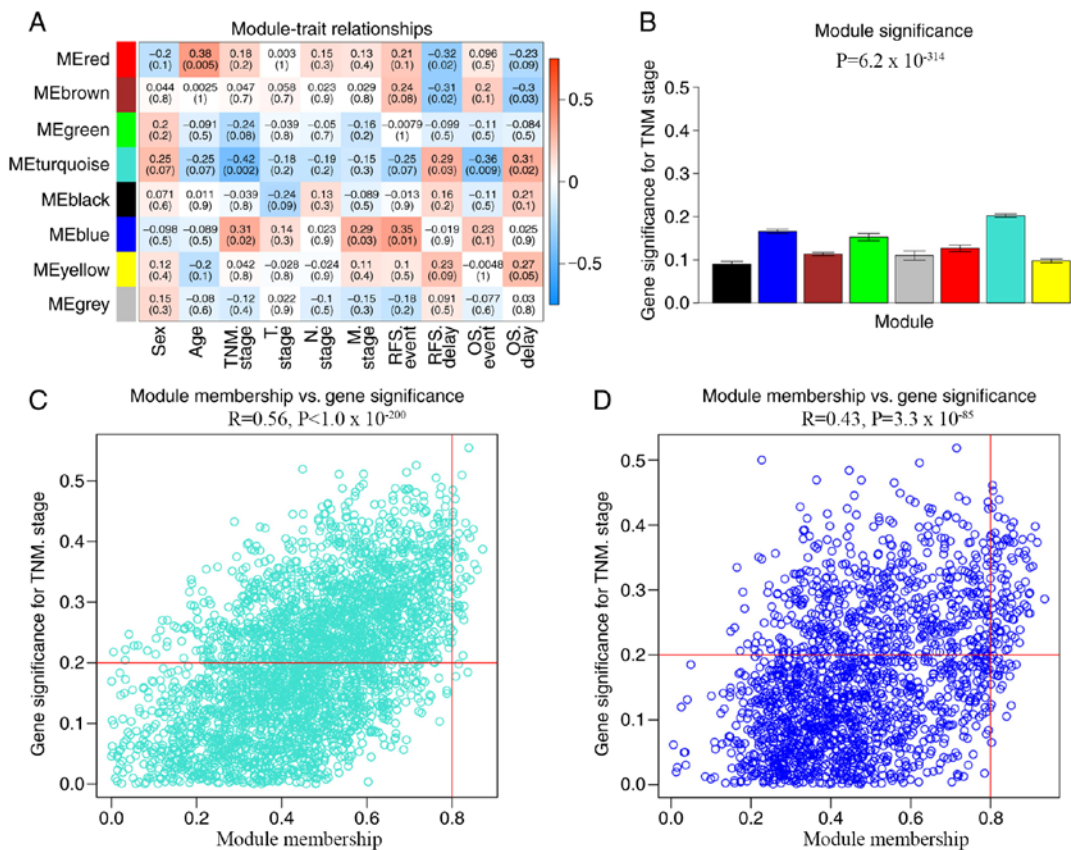 A
Module-trait relationships
MEred
-0.2 0.38 0.18 0.003 0.15 0.13 0.21 -0.32 0.096 -0.23
(0.1) (0.005) (0.2) (1) (0.3) (0.4) (0.1) (0.02) (0.5) (0.09)
MEbrown
0.044 0.0025 0.047 0.058 0.023 0.029 0.24 -0.31 0.2 -0.3
(0.8) (1) (0.7) (0.7) (0.9) (0.8) (0.08) (0.02) (0.1) (0.03)
MEgreen
0.2 -0.091 -0.24 -0.039 -0.05 -0.16 -0.0079 -0.099 -0.11 -0.084
(0.2) (0.5) (0.08) (0.8) (0.7) (0.2) (1) (0.5) (0.5) (0.5)
MEturquoise
0.25 -0.25 -0.42 -0.18 -0.19 -0.15 -0.25 0.29 -0.36 0.31
(0.07) (0.07) (0.002) (0.2) (0.2) (0.3) (0.07) (0.03) (0.009) (0.02)
MEblack
0.071 0.011 -0.039 -0.24 0.13 -0.089 -0.013 0.16 -0.11 0.21
(0.6) (0.9) (0.8) (0.09) (0.3) (0.5) (0.9) (0.2) (0.5) (0.1)
MEblue
-0.098 -0.089 0.31 0.14 0.023 0.29 0.35 -0.019 0.23 0.025
(0.5) (0.5) (0.02) (0.3) (0.9) (0.03) (0.01) (0.9) (0.1) (0.9)
MEyellow
0.12 -0.2 0.042 -0.028 -0.024 0.11 0.1 0.23 -0.0048 0.27
(0.4) (0.1) (0.8) (0.8) (0.9) (0.4) (0.5) (0.09) (1) (0.05)
MEgrey
0.15 -0.08 -0.12 0.022 -0.1 -0.15 -0.18 0.091 -0.077 0.03
(0.3) (0.6) (0.4) (0.9) (0.5) (0.3) (0.2) (0.5) (0.6) (0.8)
Sex
Age
TNM.
stage
T.
stage
N.
stage
M.
stage
RFS.
event
RFS.
delay
OS.
event
OS.
delay
0.5
0
-0.5
B
Module significance
P=6.2 x 10-314
Gene significance for TNM stage
0.5
0.4
0.3
0.2
0.1
0.0
Module
C
Module membership vs. gene significance
R=0.56, P<1.0 x 10-200
Gene significance for TNM. stage
0.5
0.4
0.3
0.2
0.1
0.0
0.0 0.2 0.4 0.6 0.8
Module membership
D
Module membership vs. gene significance
R=0.43, P=3.3 x 10-85
Gene significance for TNM. stage
0.5
0.4
0.3
0.2
0.1
0.0
0.0 0.2 0.4 0.6 0.8
Module membership